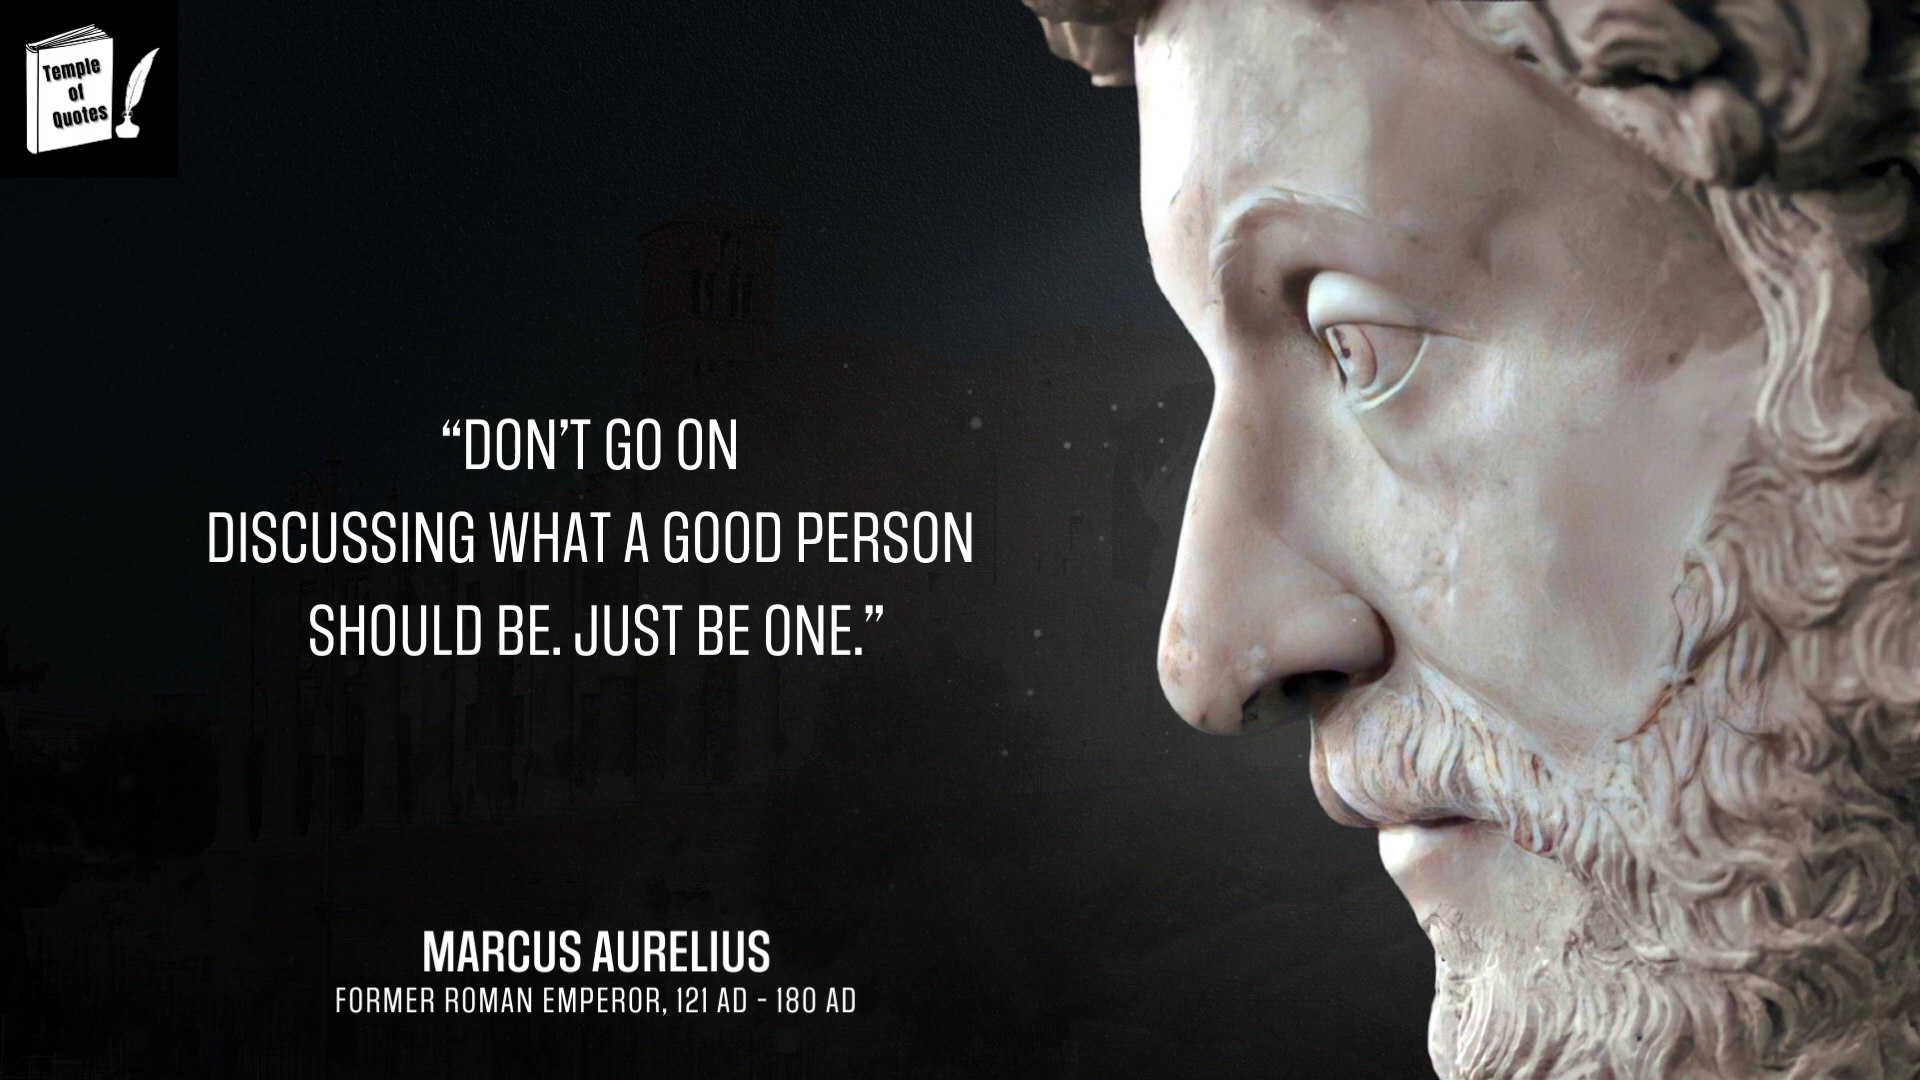 Temple
of
Quotes
“DON’T GO ON
DISCUSSING WHAT A GOOD PERSON
SHOULD BE. JUST BE ONE.”
MARCUS AURELIUS
FORMER ROMAN EMPEROR, 121 AD - 180 AD